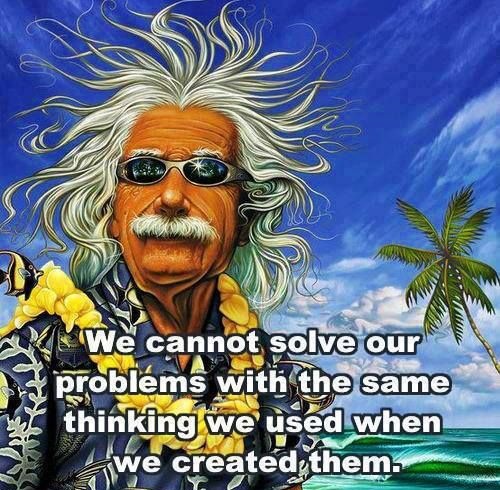 We cannot solve our
problems with the same
thinking we used when
we created them.